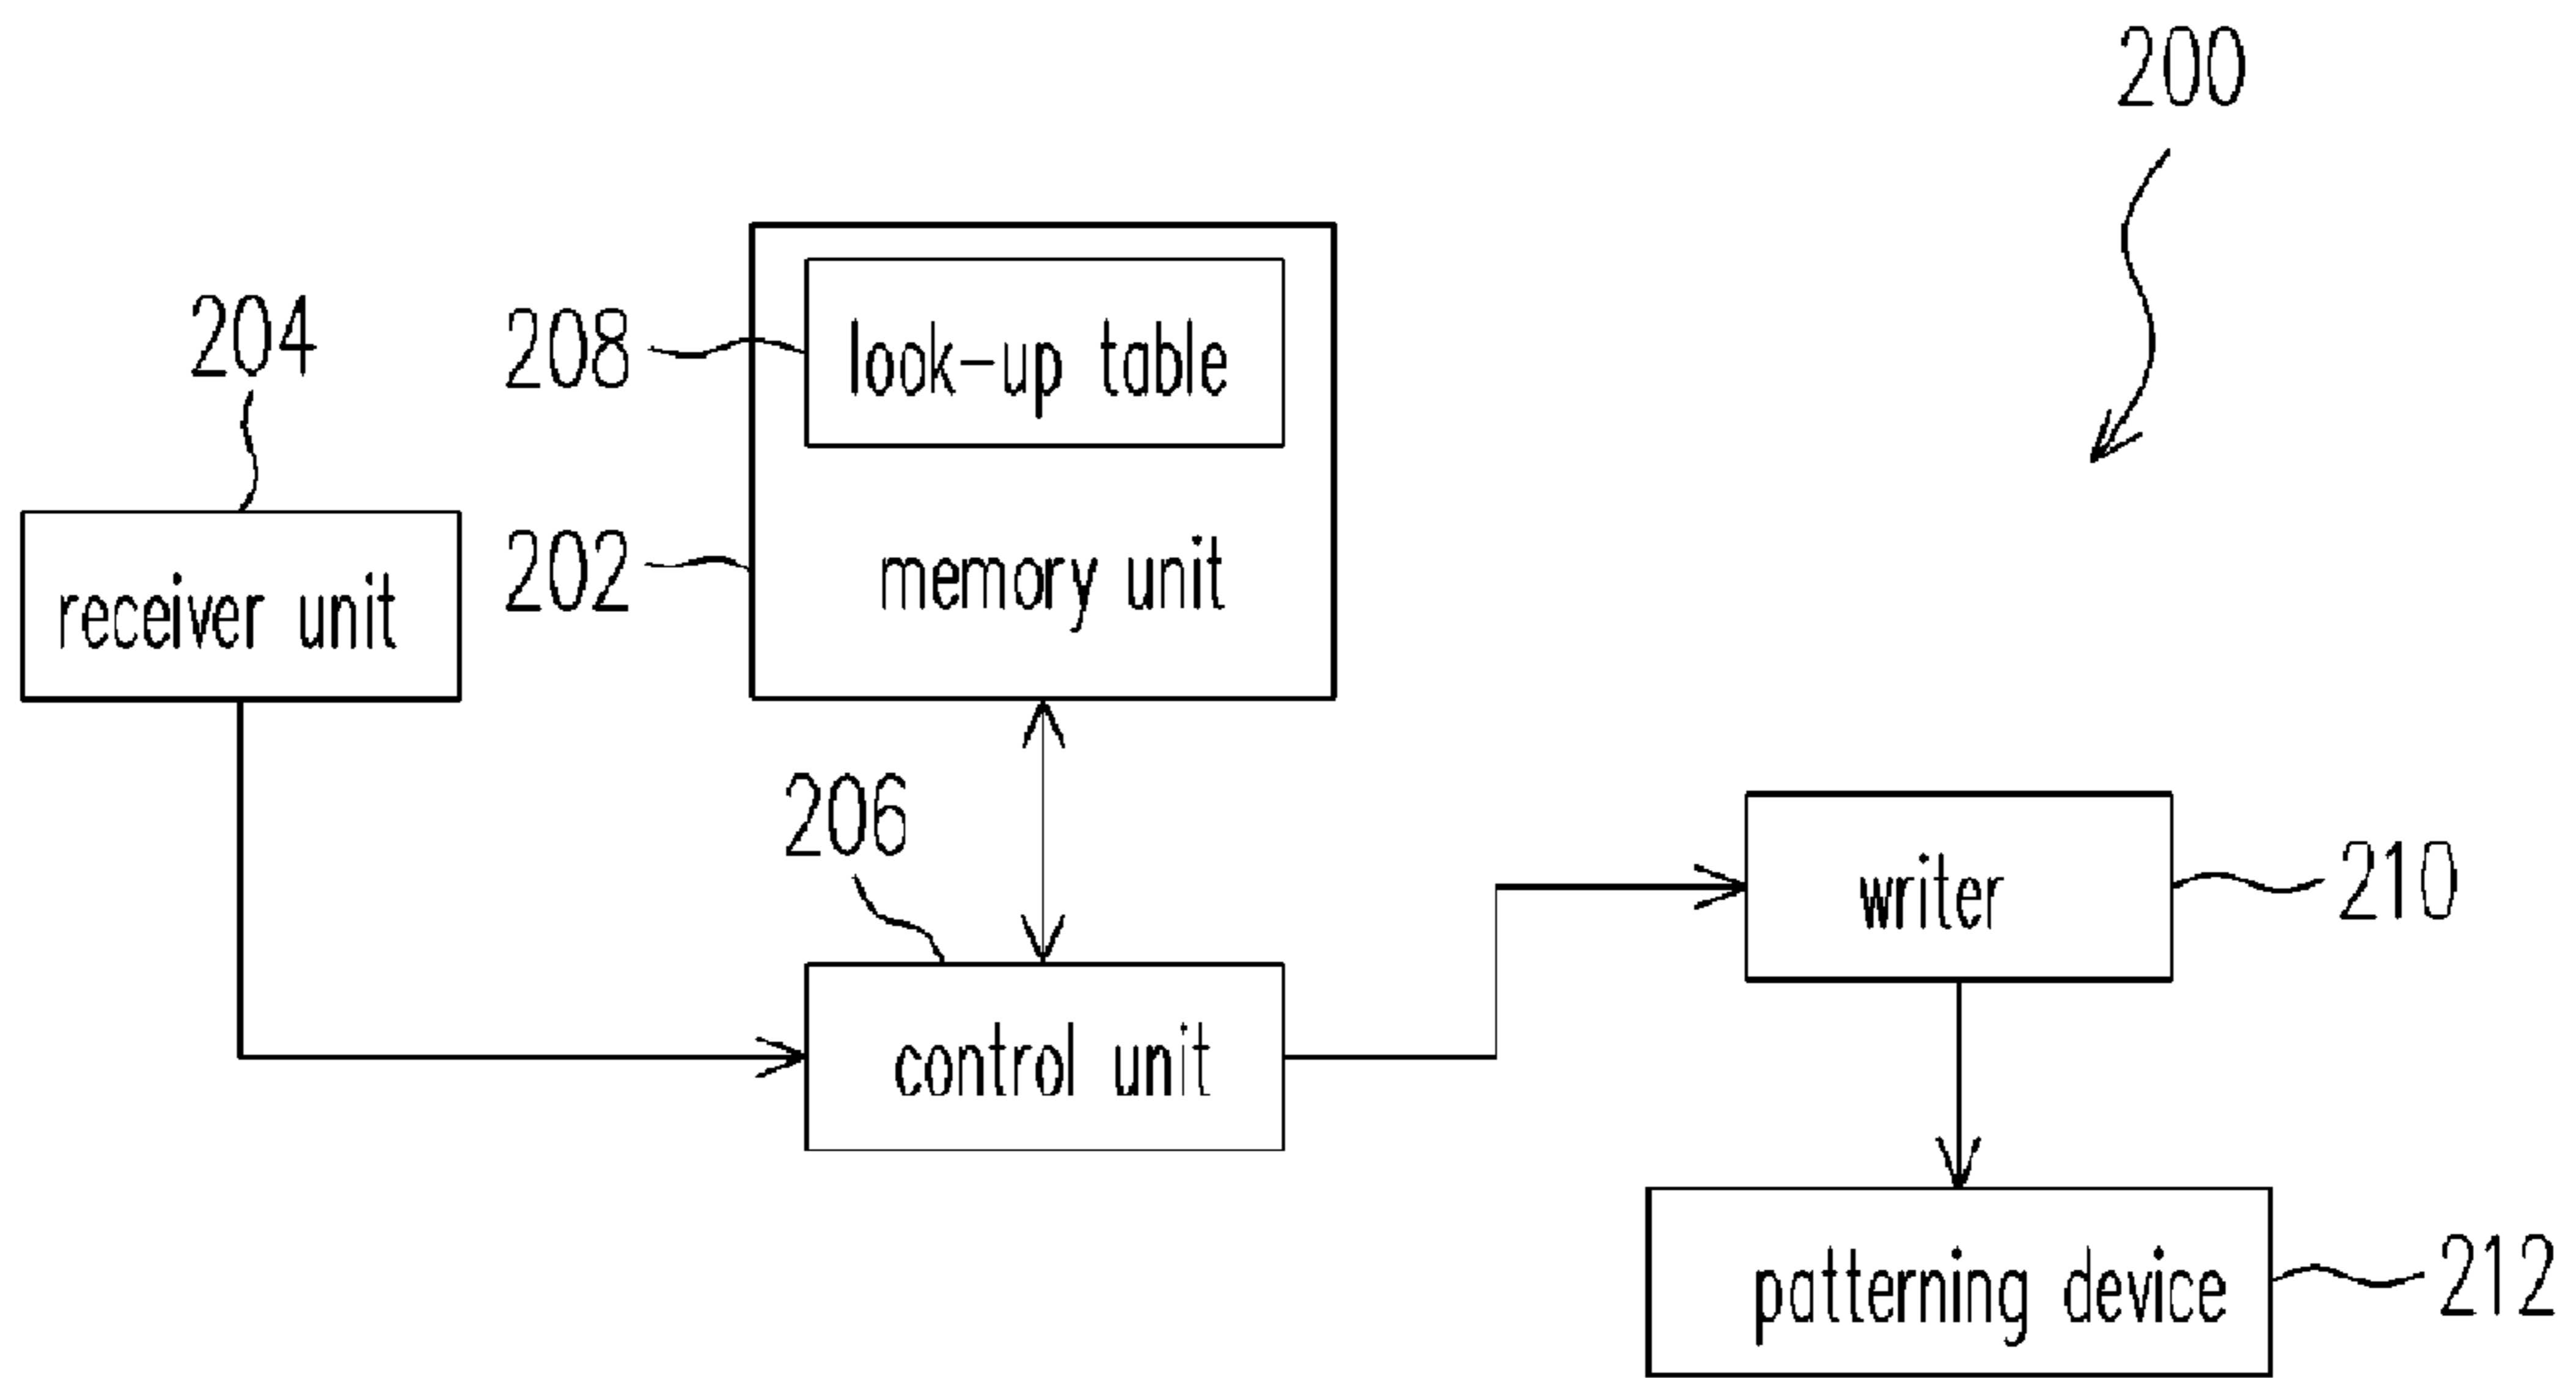 200
204
208
look-up table
202
memory unit
receiver unit
206
writer
210
control unit
patterning device
212